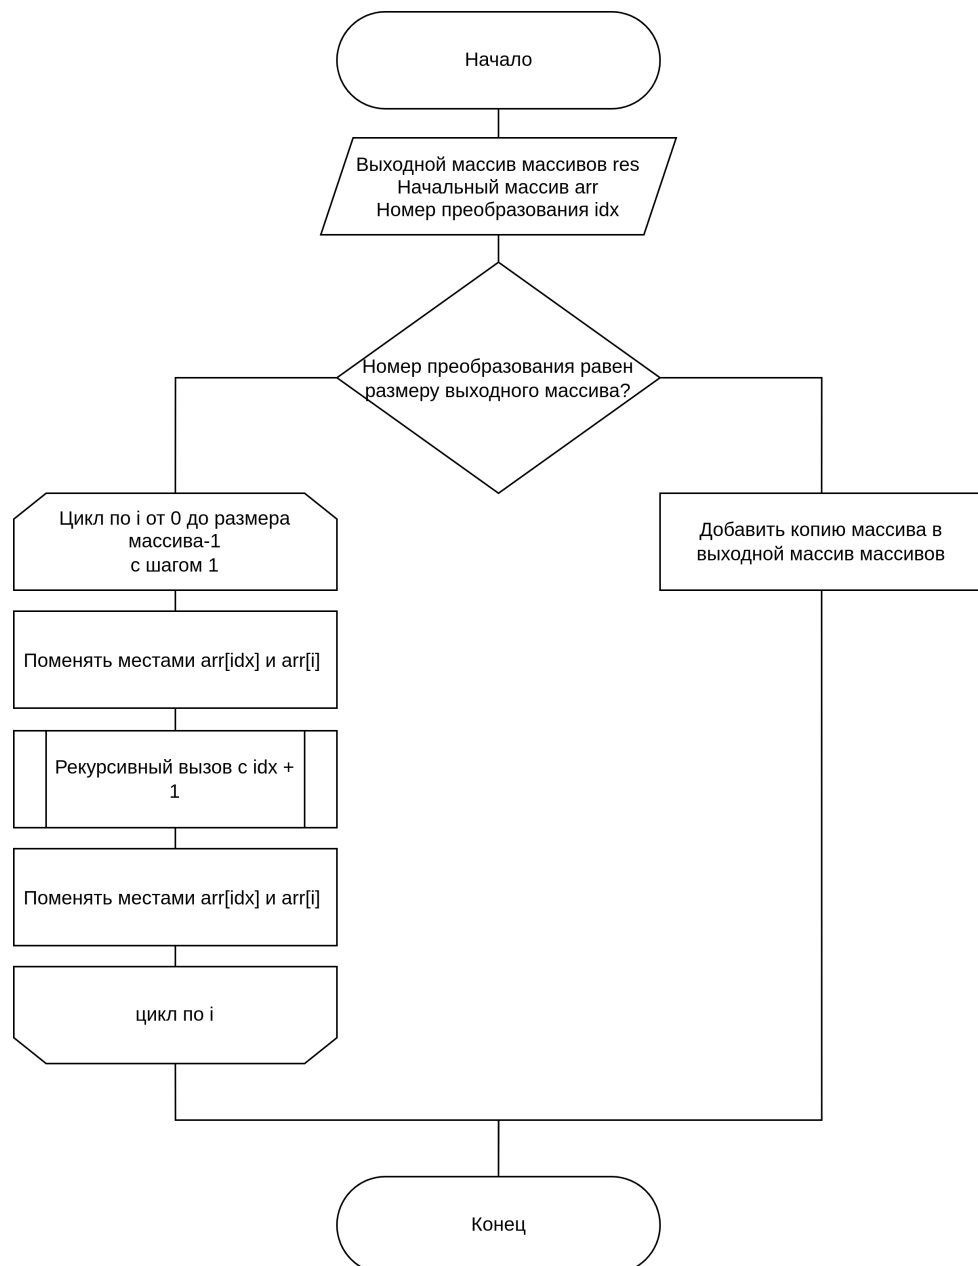 Начало
Выходной массив массивов res
Начальный массив arr
Номер преобразования idx
Номер преобразования равен
размеру выходного массива?
Цикл по i от 0 до размера
массива-1
с шагом 1
Добавить копию массива в
выходной массив массивов
Поменять местами arr[idx] и arr[i]
Рекурсивный вызов с idx +
1
Поменять местами arr[idx] и arr[i]
цикл по i
Конец